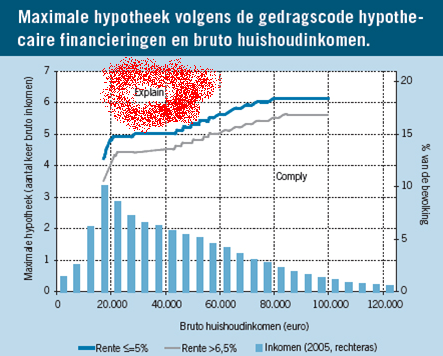 Maximale hypotheek volgens de gedragscode hypothe-
caire financieringen en bruto huishoudinkomen.
Maximale hypotheek (aantal keer bruto inkomen)
7
6
5
4
3
2
1
0
Explain
Comply
20
15
10
5
0
% van de bevolking
0 20.000 40.000 60.000 80.000 100.000 120.000
Bruto huishoudinkomen (euro)
Rente ≤=5% Rente >6,5% Inkomen (2005, rechteras)